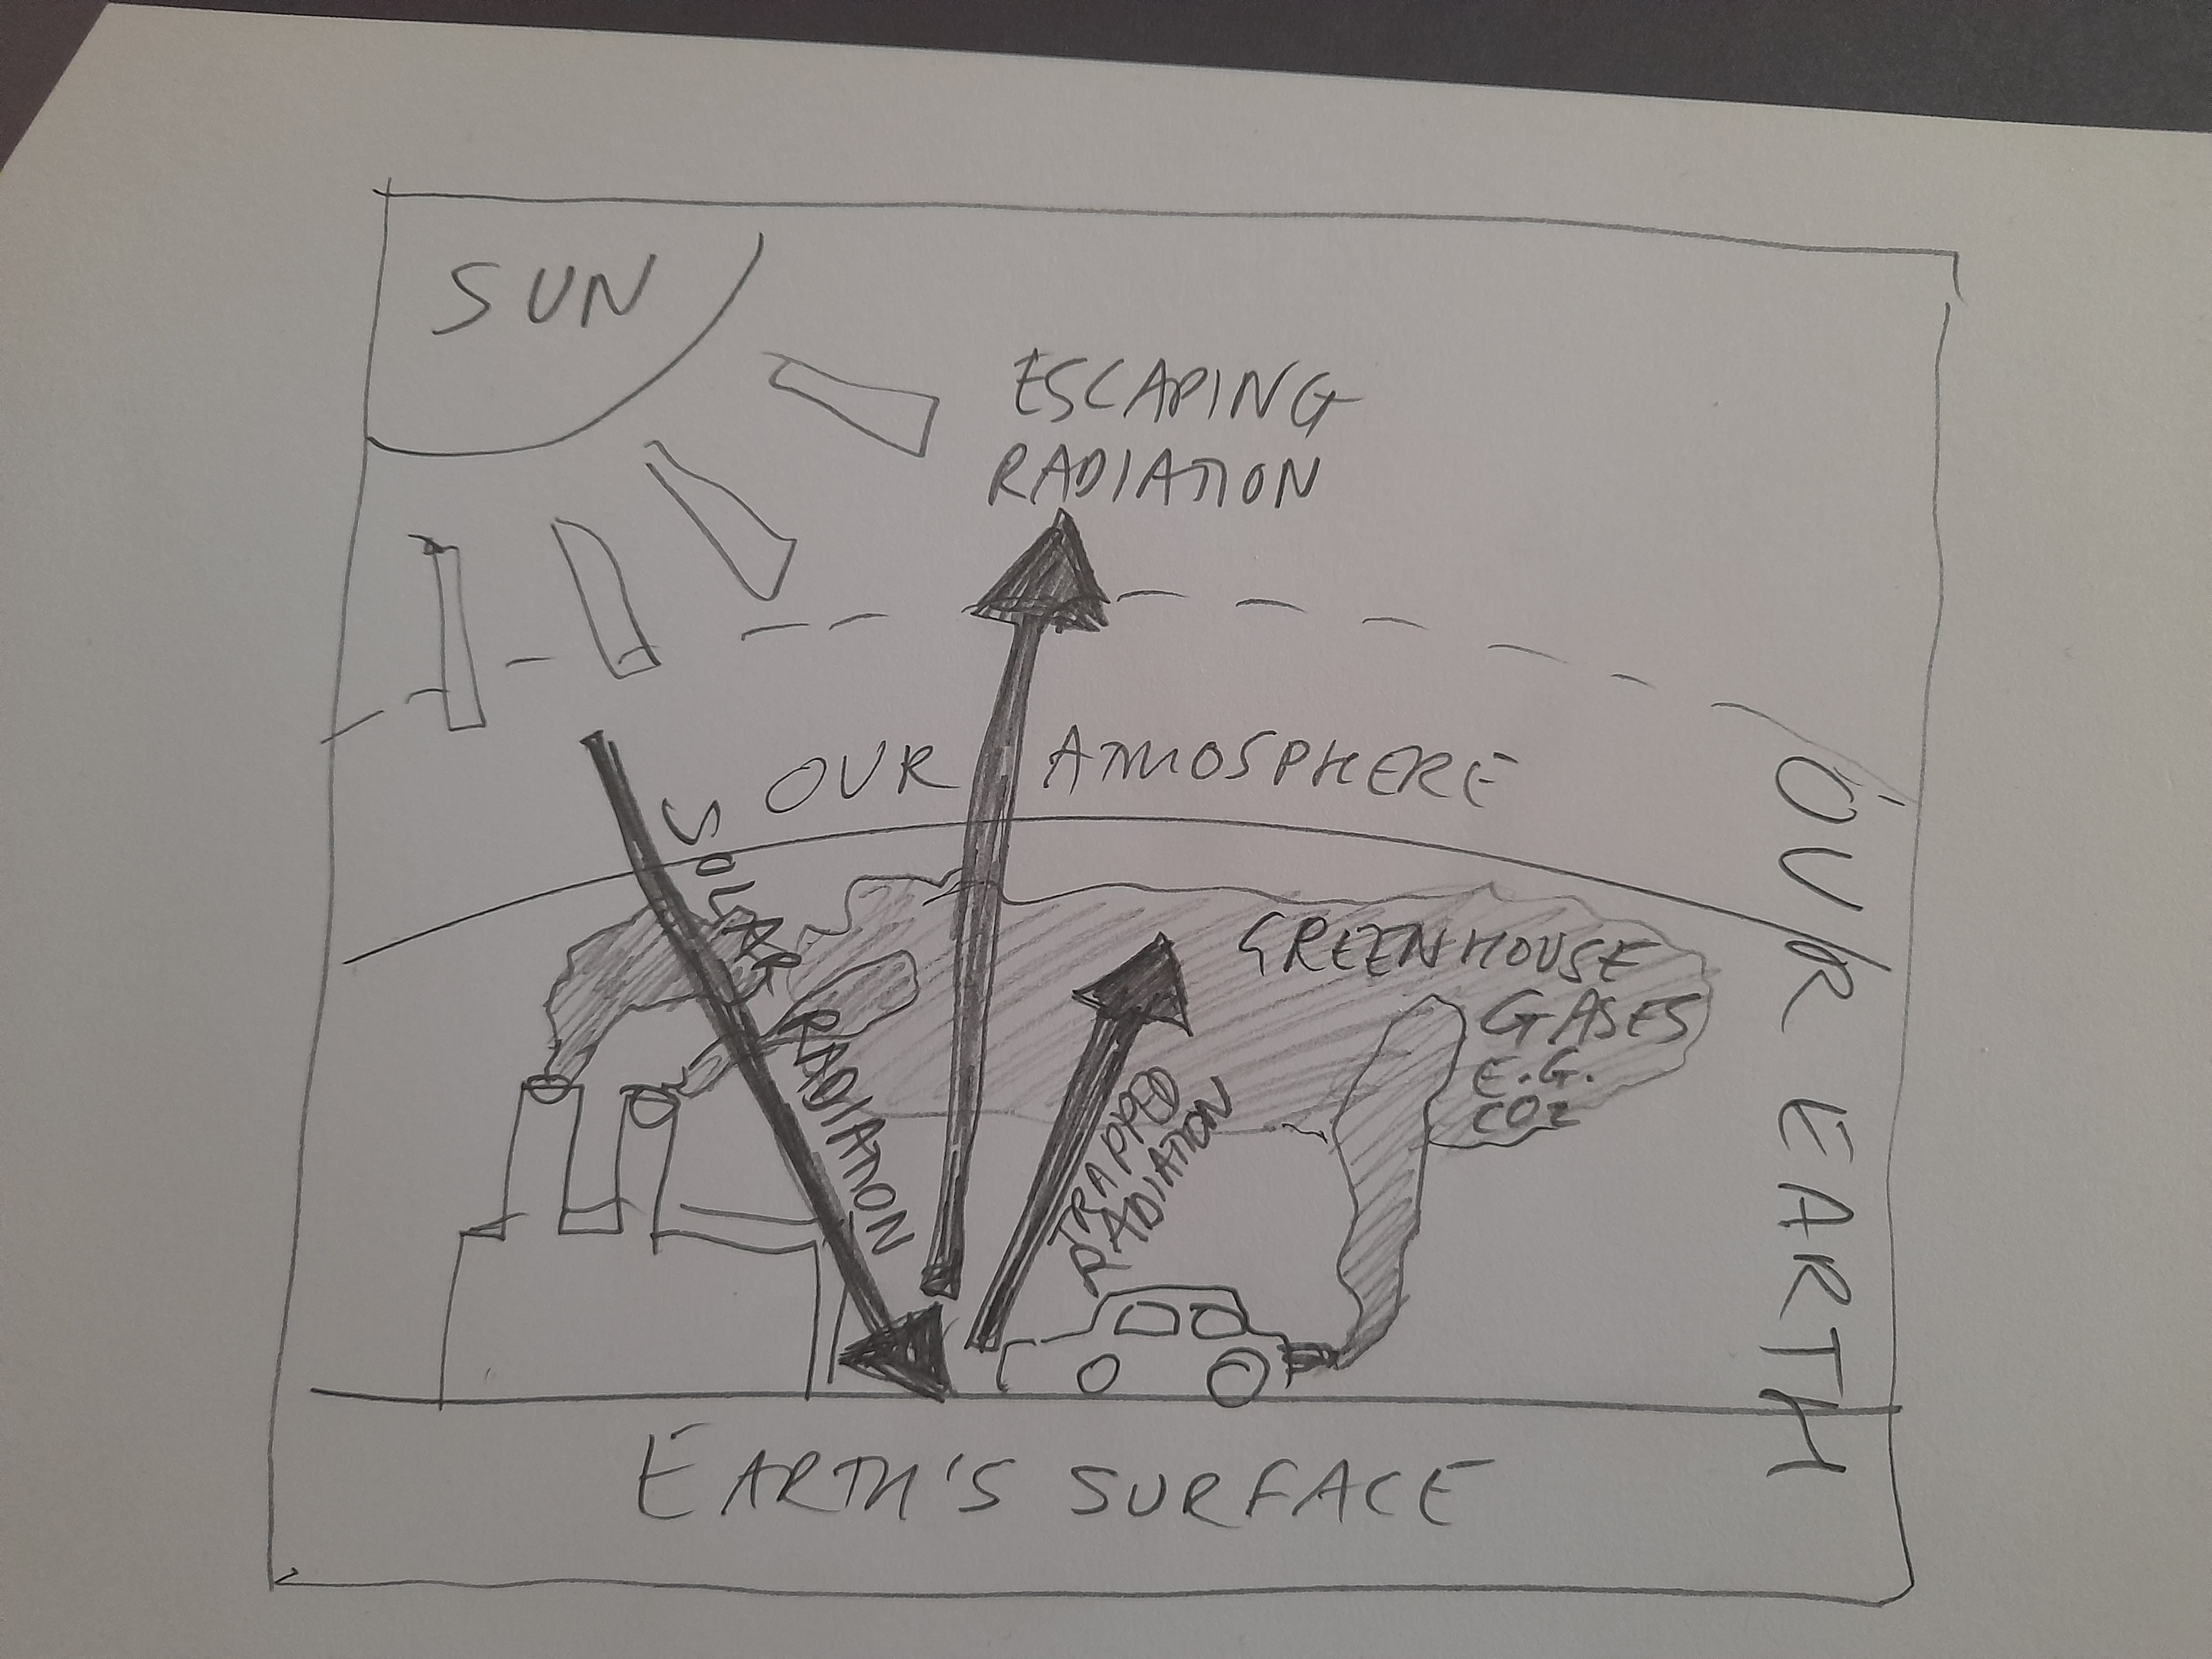 SUN
ESCAPING
RADIATION
OUR ATMOSPHERE
SOLAR RADIATION
GREENHOUSE
GASES
E.G.
CO2
TRAPPED
RADIATION
OUR EARTH
EARTH'S SURFACE